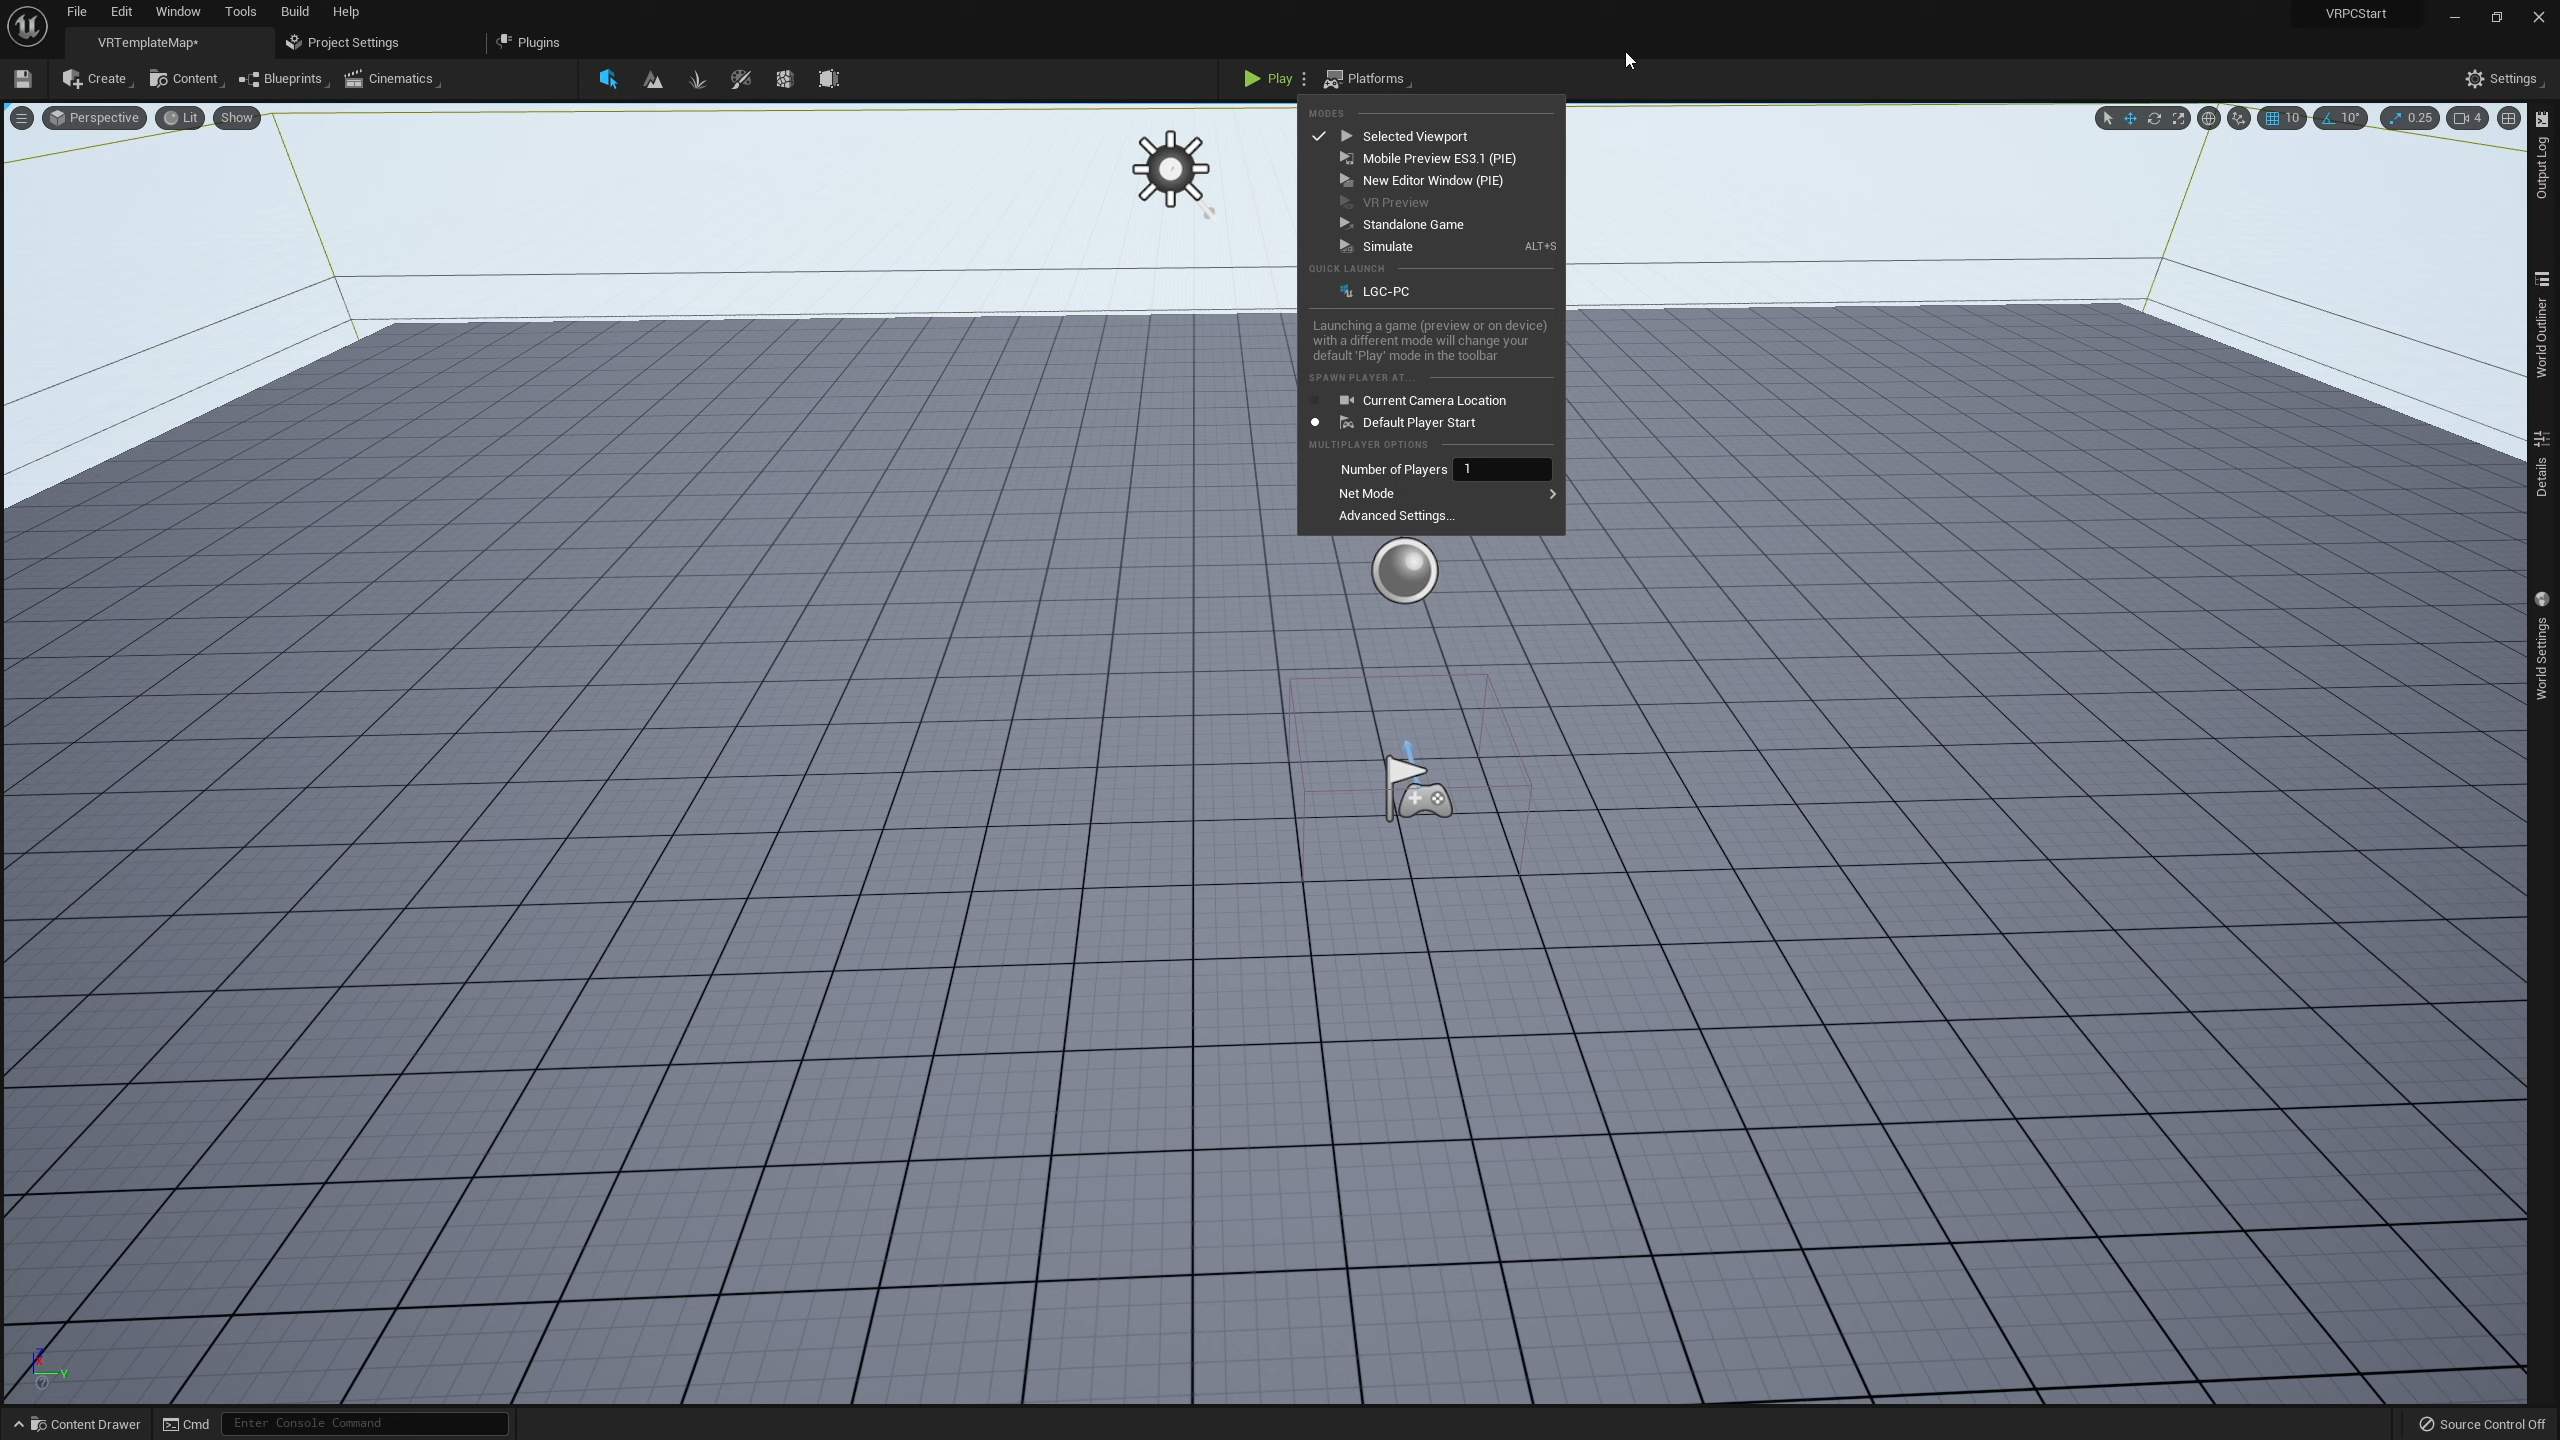 File Edit Window Tools Build Help
VRPCStart
VRTemplateMap* Project Settings Plugins
Create Content Blueprints Cinematics Play Platforms Settings
Perspective Lit Show
10 10° 0.25 4
MODES
Selected Viewport
Mobile Preview ES3.1 (PIE)
New Editor Window (PIE)
VR Preview
Standalone Game
Simulate ALT+S
QUICK LAUNCH
LGC-PC
Launching a game (preview or on device)
with a different mode will change your
default 'Play' mode in the toolbar
SPAWN PLAYER AT...
Current Camera Location
Default Player Start
MULTIPLAYER OPTIONS
Number of Players 1
Net Mode
Advanced Settings...
Output Log
World Outliner
Details
World Settings
Z
X
Y
Content Drawer Cmd Enter Console Command Source Control Off